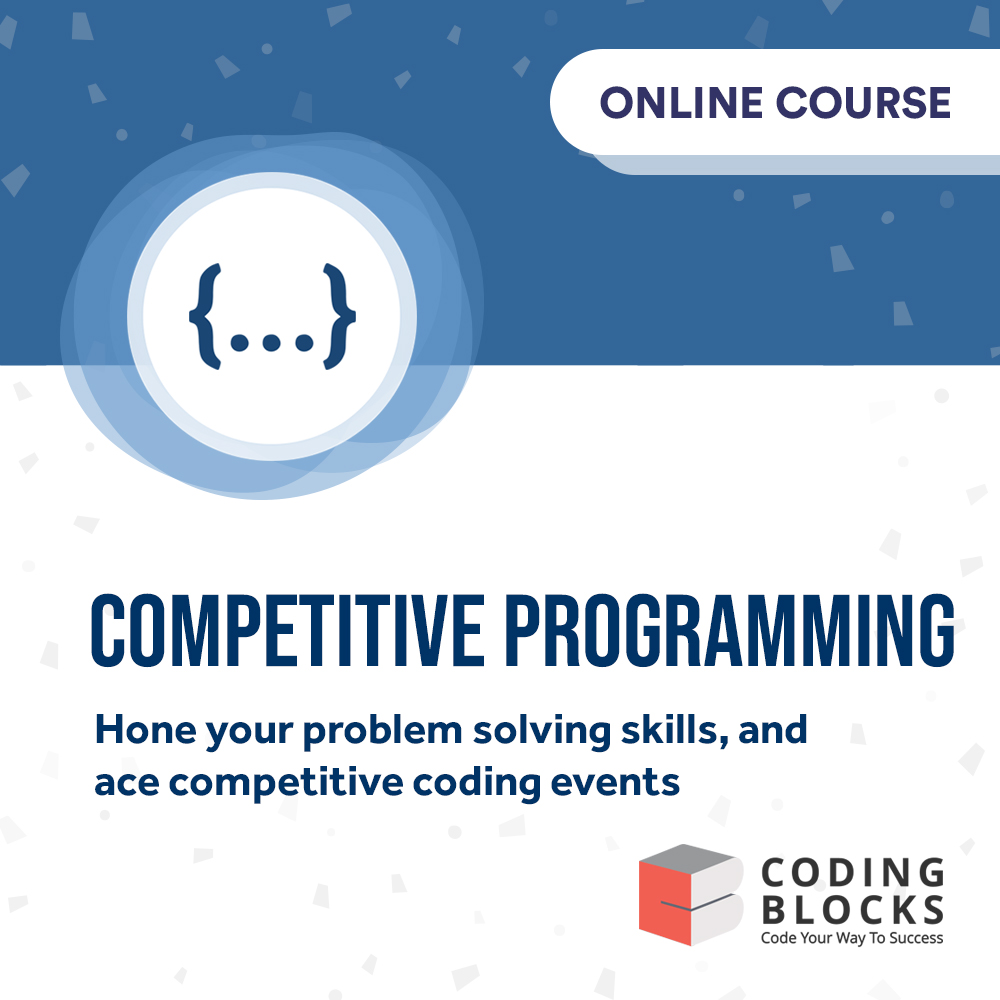 ONLINE COURSE
{...}
COMPETITIVE PROGRAMMING
Hone your problem solving skills, and
ace competitive coding events
CODING
BLOCKS
Code Your Way To Success